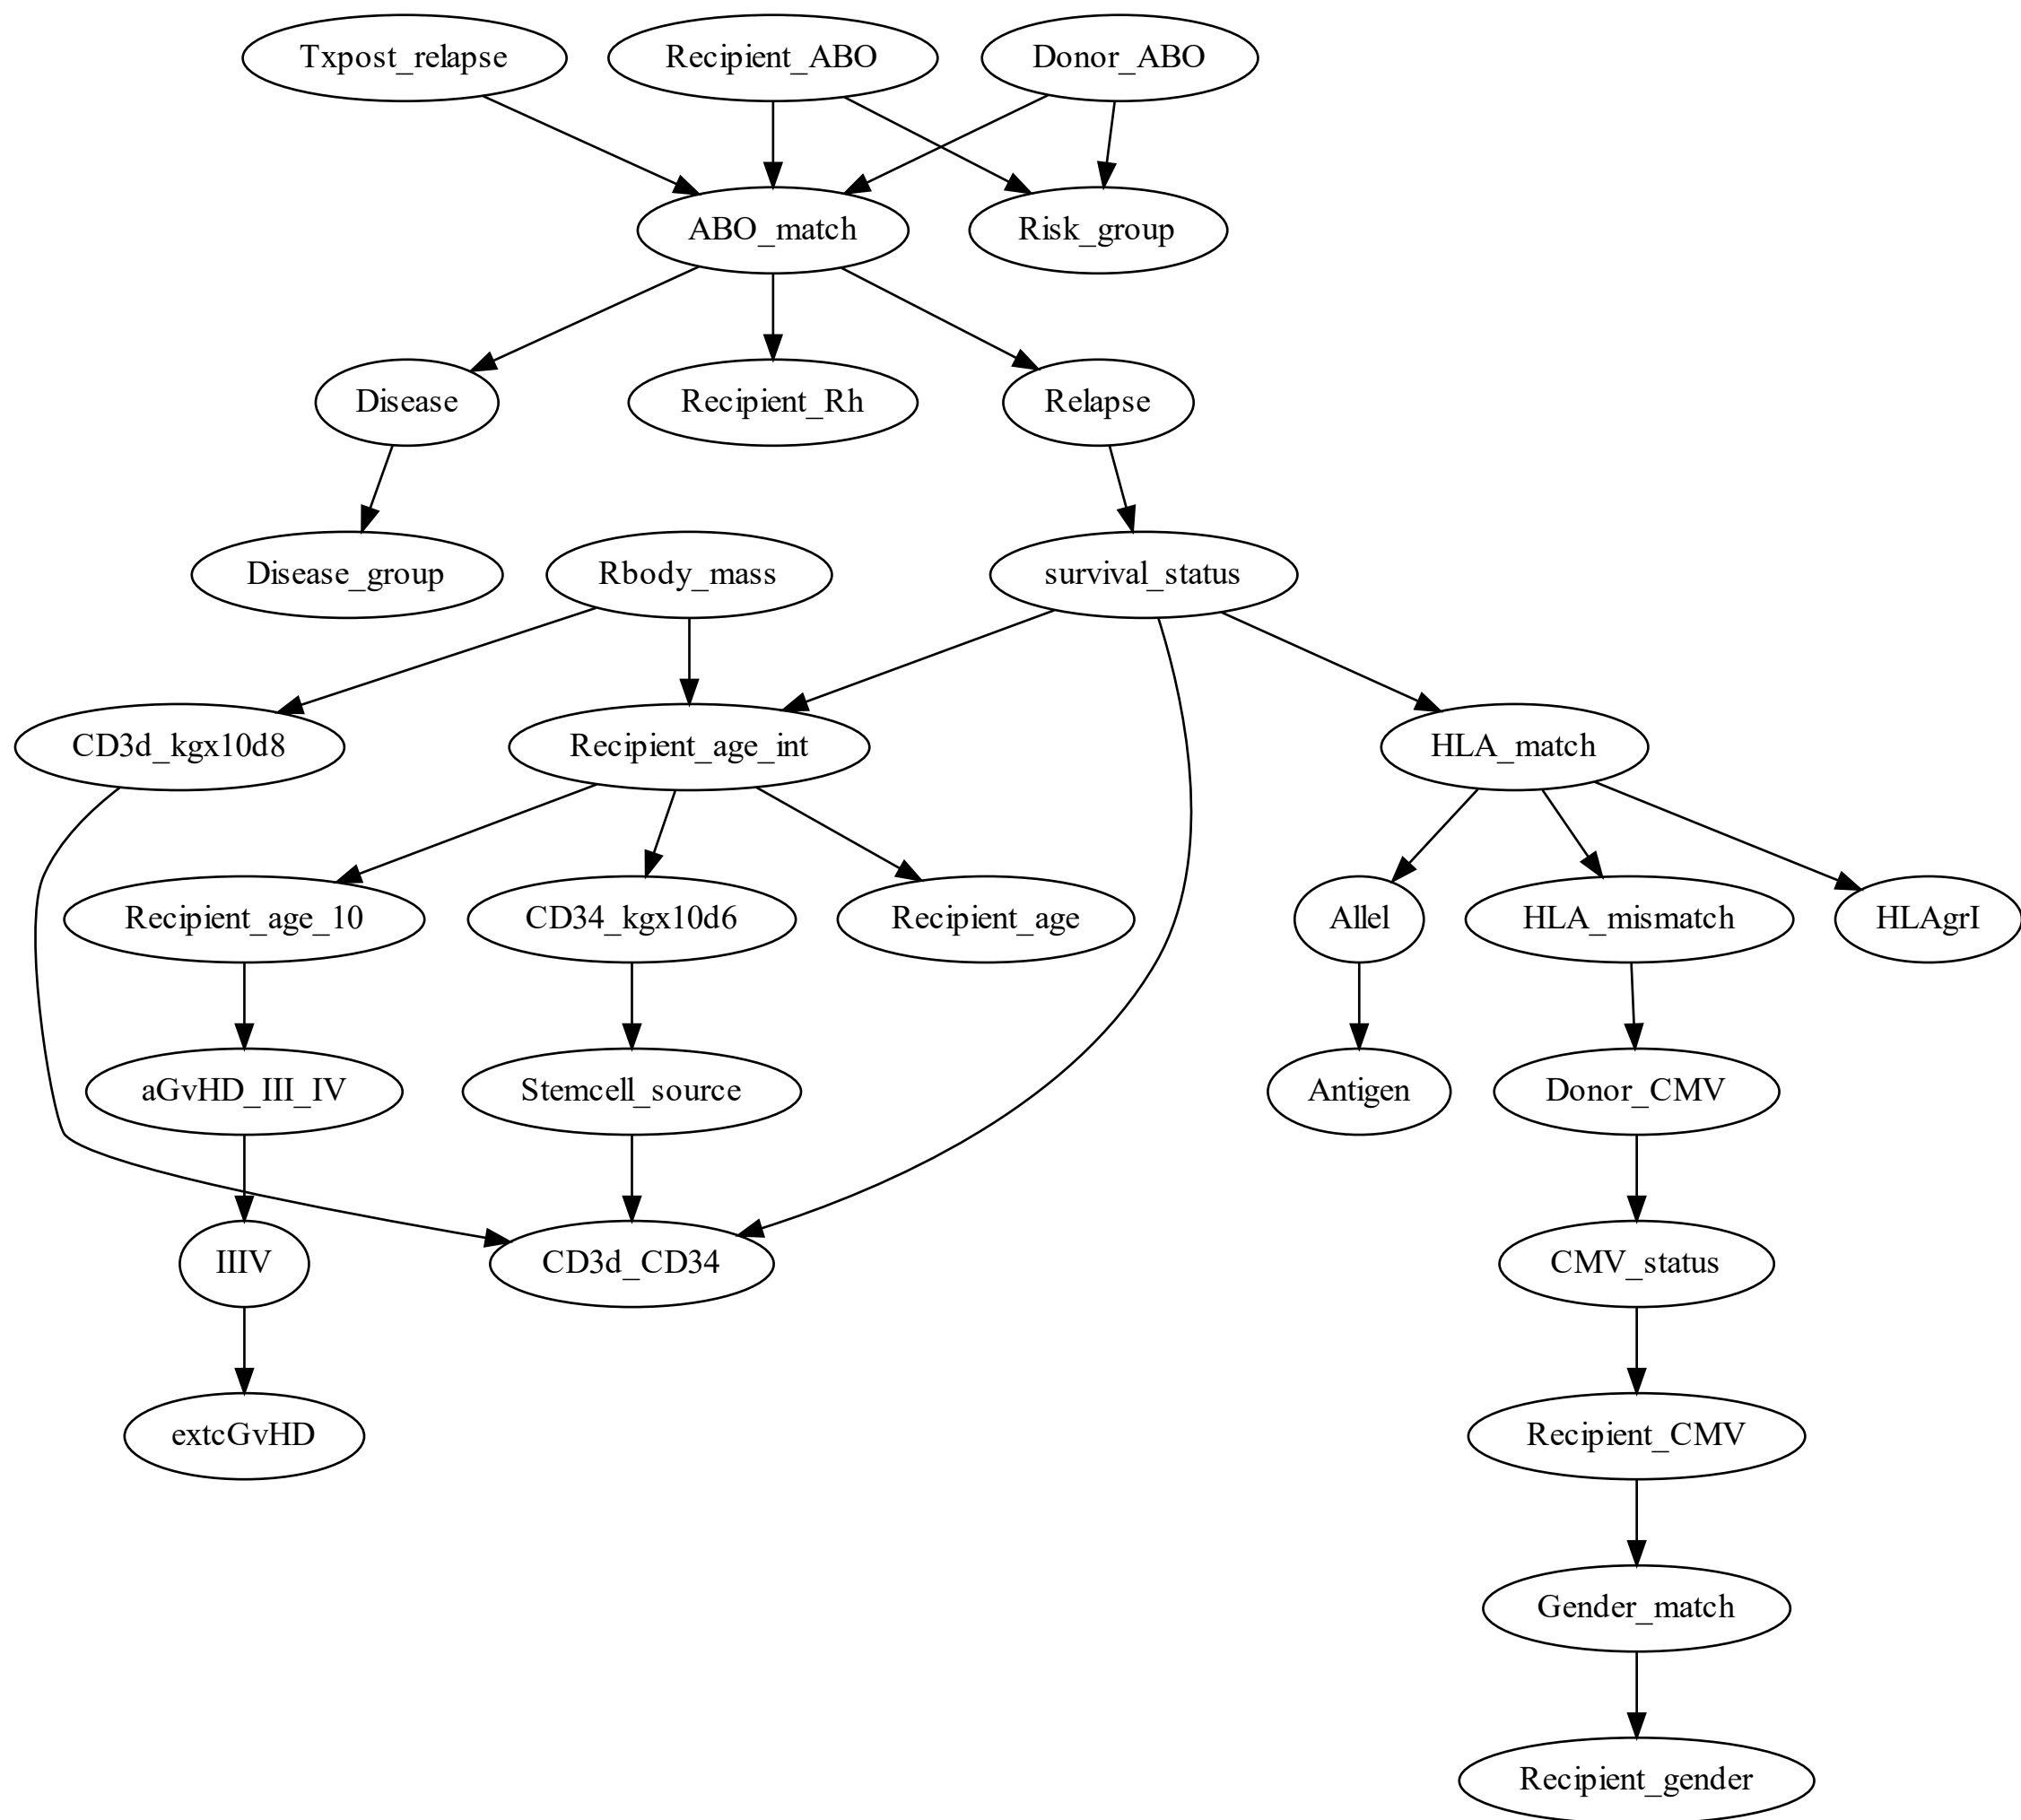 Txpost_relapse
Recipient_ABO
Donor_ABO
ABO_match
Risk_group
Disease
Recipient_Rh
Relapse
Disease_group
Rbody_mass
survival_status
CD3d_kgx10d8
Recipient_age_int
HLA_match
Recipient_age_10
CD34_kgx10d6
Recipient_age
Allel
HLA_mismatch
HLAgrI
aGvHD_III_IV
Stemcell_source
Antigen
Donor_CMV
IIIV
CD3d_CD34
CMV_status
extcGvHD
Recipient_CMV
Gender_match
Recipient_gender